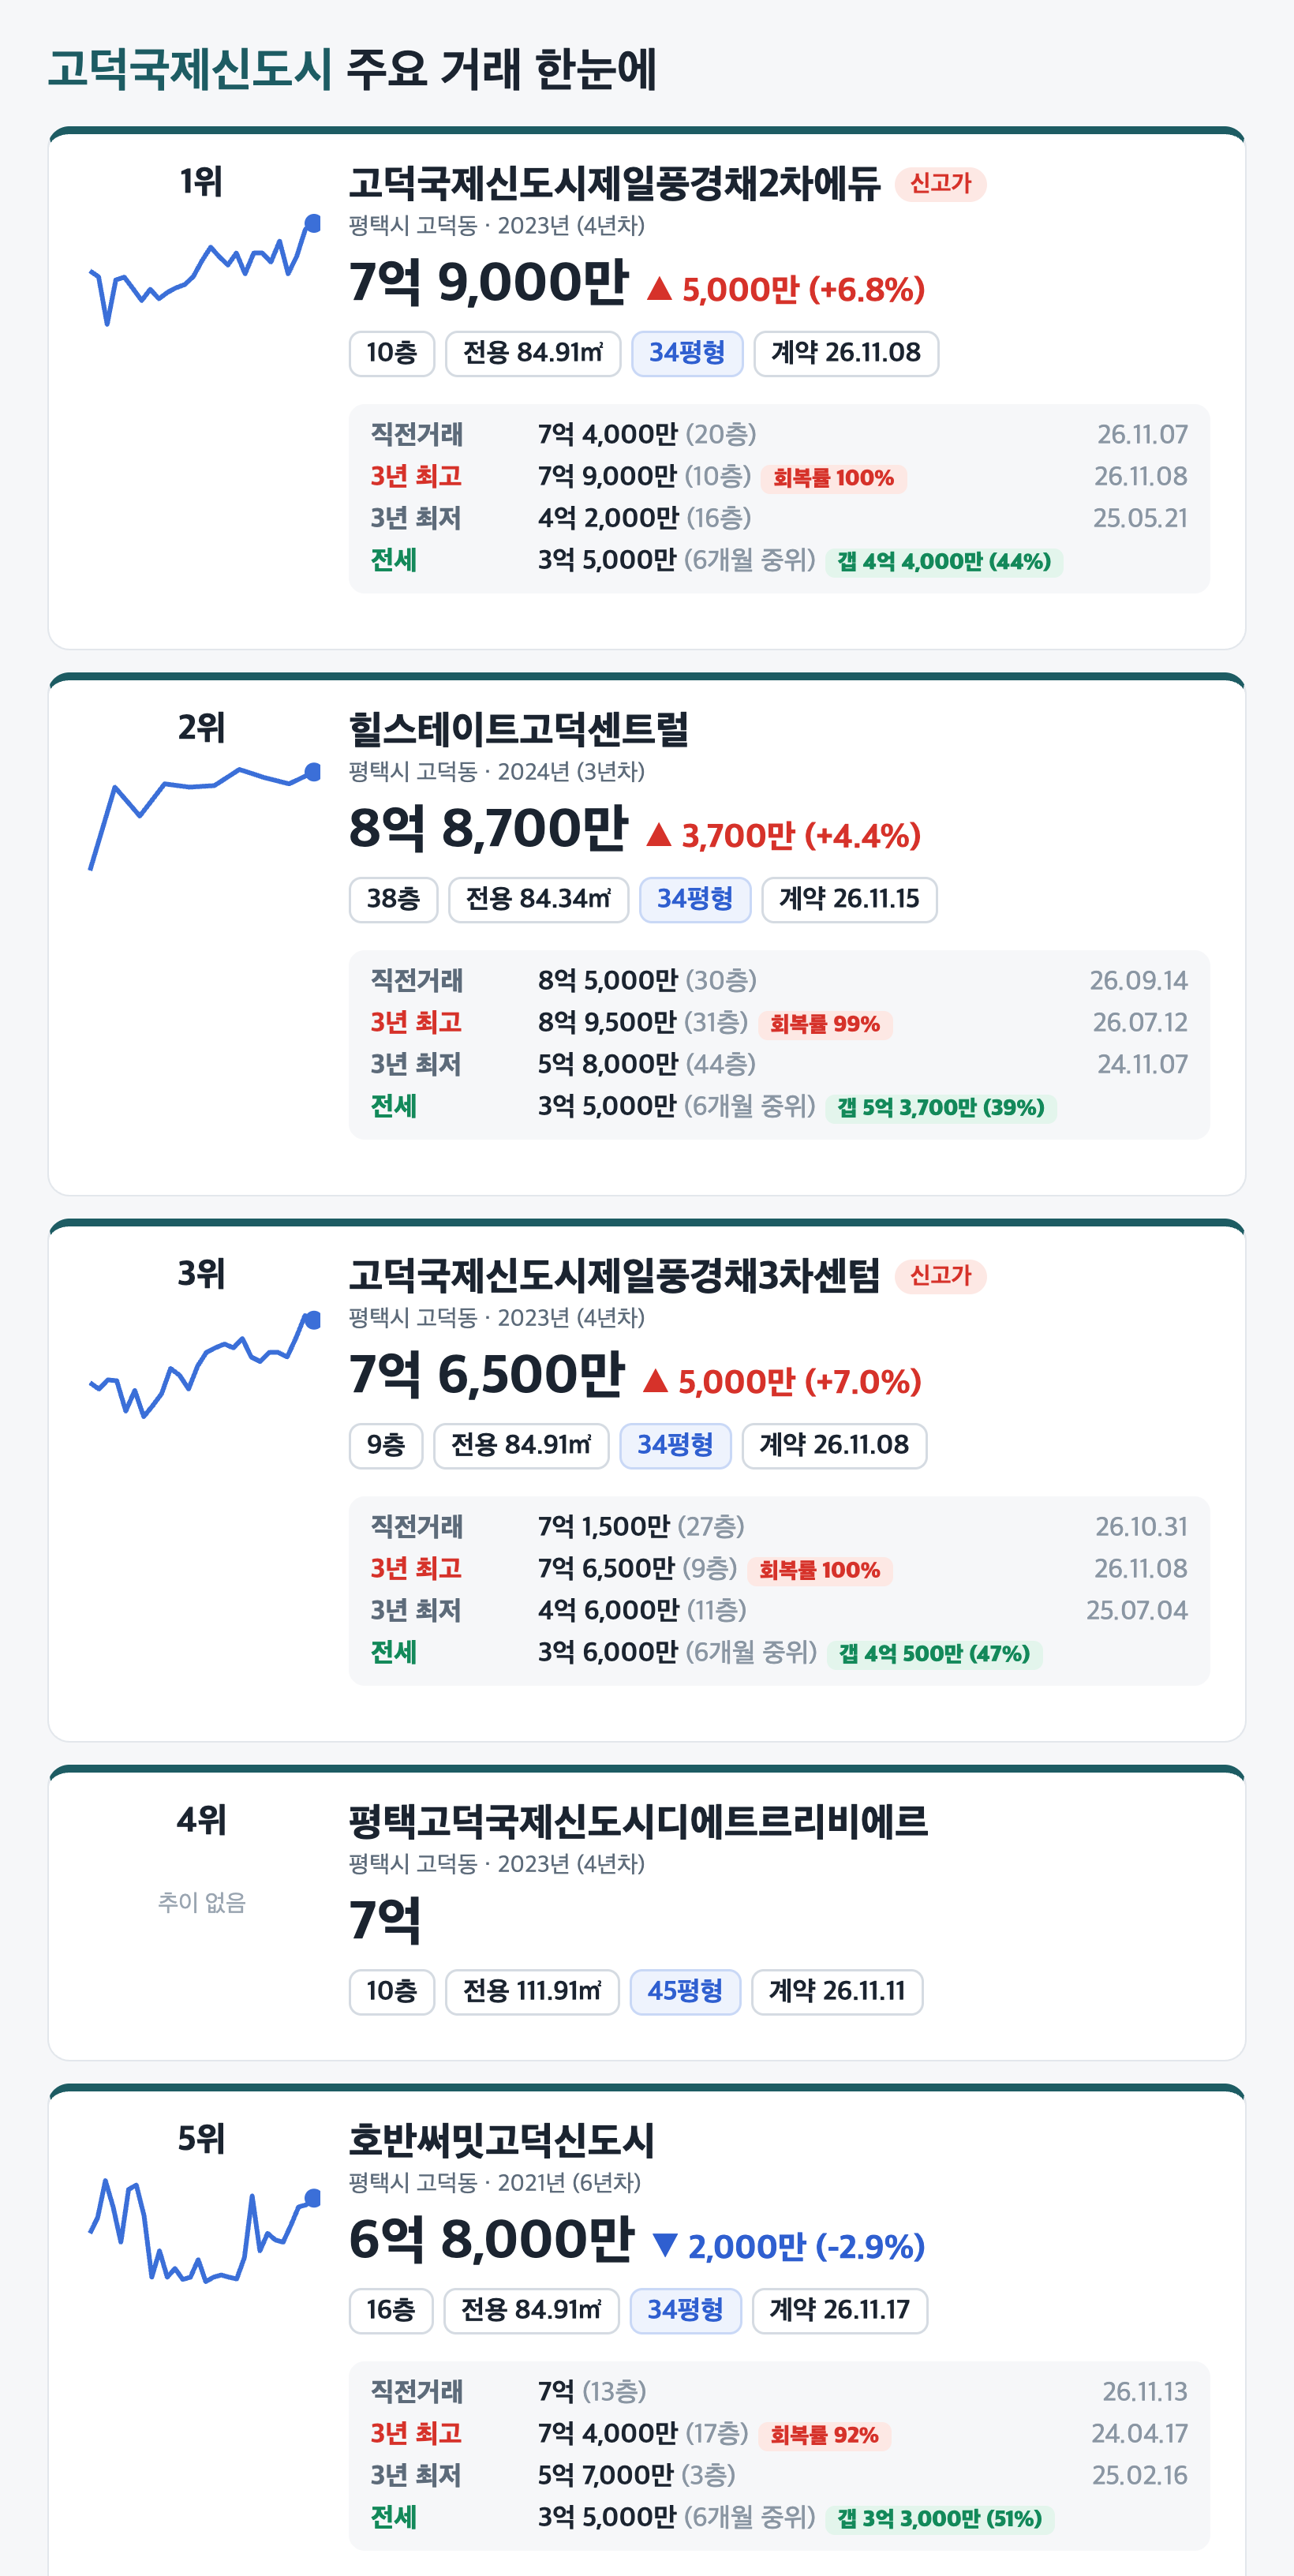 고덕국제신도시 주요 거래 한눈에
1위
고덕국제신도시제일풍경채2차에듀 신고가
평택시 고덕동 · 2023년 (4년차)
7억 9,000만 ▲ 5,000만 (+6.8%)
10층 전용 84.91㎡ 34평형 계약 26.11.08
직전거래 7억 4,000만 (20층) 26.11.07
3년 최고 7억 9,000만 (10층) 회복률 100% 26.11.08
3년 최저 4억 2,000만 (16층) 25.05.21
전세 3억 5,000만 (6개월 중위) 갭 4억 4,000만 (44%)
2위
힐스테이트고덕센트럴
평택시 고덕동 · 2024년 (3년차)
8억 8,700만 ▲ 3,700만 (+4.4%)
38층 전용 84.34㎡ 34평형 계약 26.11.15
직전거래 8억 5,000만 (30층) 26.09.14
3년 최고 8억 9,500만 (31층) 회복률 99% 26.07.12
3년 최저 5억 8,000만 (44층) 24.11.07
전세 3억 5,000만 (6개월 중위) 갭 5억 3,700만 (39%)
3위
고덕국제신도시제일풍경채3차센텀 신고가
평택시 고덕동 · 2023년 (4년차)
7억 6,500만 ▲ 5,000만 (+7.0%)
9층 전용 84.91㎡ 34평형 계약 26.11.08
직전거래 7억 1,500만 (27층) 26.10.31
3년 최고 7억 6,500만 (9층) 회복률 100% 26.11.08
3년 최저 4억 6,000만 (11층) 25.07.04
전세 3억 6,000만 (6개월 중위) 갭 4억 500만 (47%)
4위
평택고덕국제신도시디에트르리비에르
평택시 고덕동 · 2023년 (4년차)
추이 없음
7억
10층 전용 111.91㎡ 45평형 계약 26.11.11
5위
호반써밋고덕신도시
평택시 고덕동 · 2021년 (6년차)
6억 8,000만 ▼ 2,000만 (-2.9%)
16층 전용 84.91㎡ 34평형 계약 26.11.17
직전거래 7억 (13층) 26.11.13
3년 최고 7억 4,000만 (17층) 회복률 92% 24.04.17
3년 최저 5억 7,000만 (3층) 25.02.16
전세 3억 5,000만 (6개월 중위) 갭 3억 3,000만 (51%)